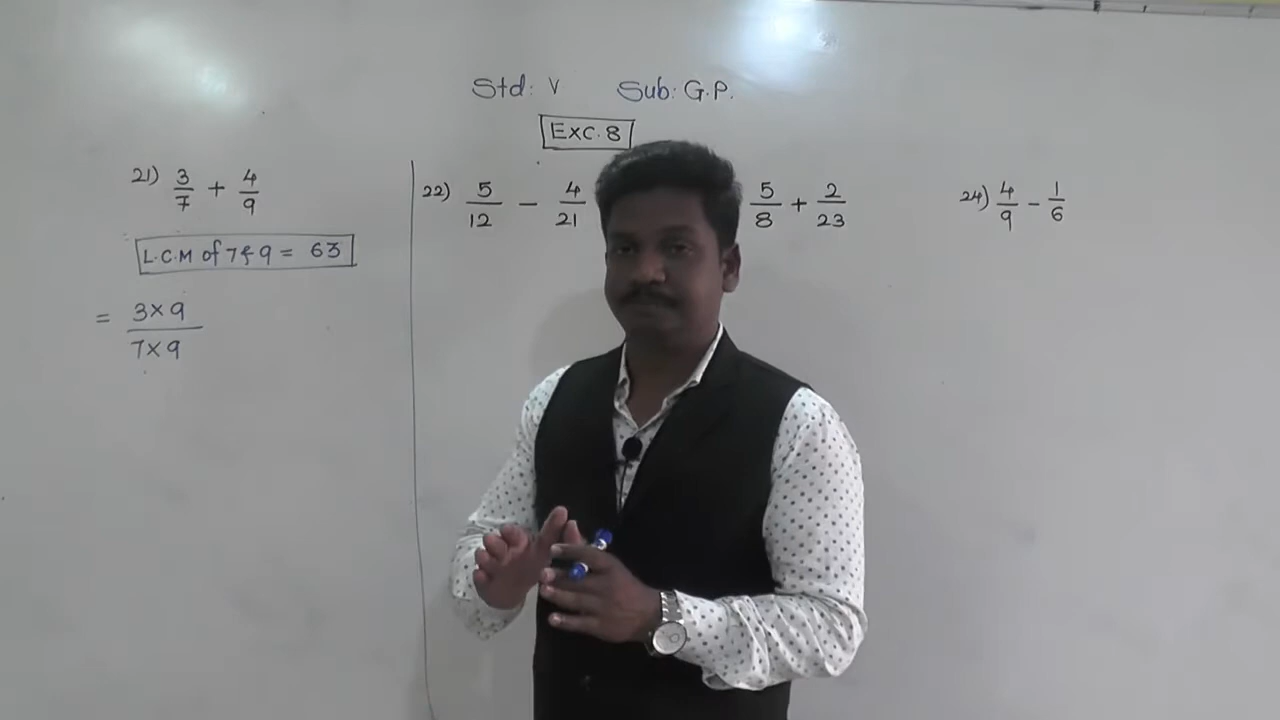 Std: V Sub: G.P.
EXC. 8
21) 3/7 + 4/9
L.C.M of 7 & 9 = 63
= 3×9/7×9
22) 5/12 - 4/21
5/8 + 2/23
24) 4/9 - 1/6